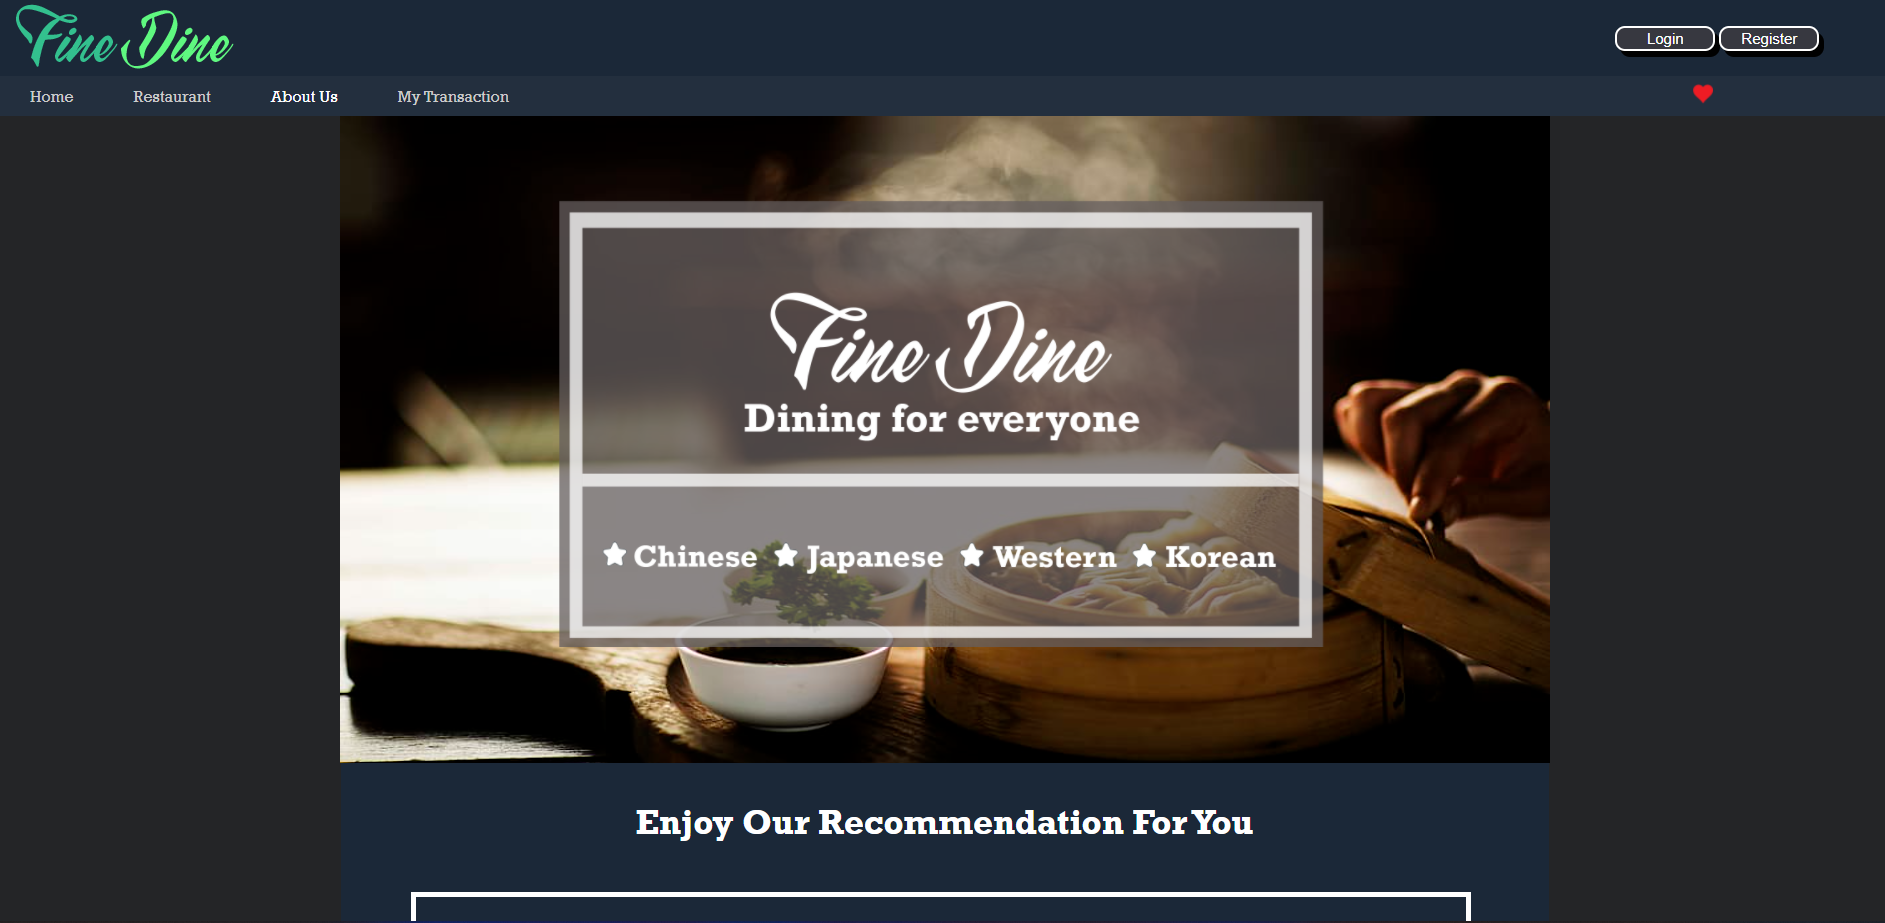 Fine Dine
Login Register
Home Restaurant About Us My Transaction
Fine Dine
Dining for everyone
Chinese Japanese Western Korean
Enjoy Our Recommendation For You